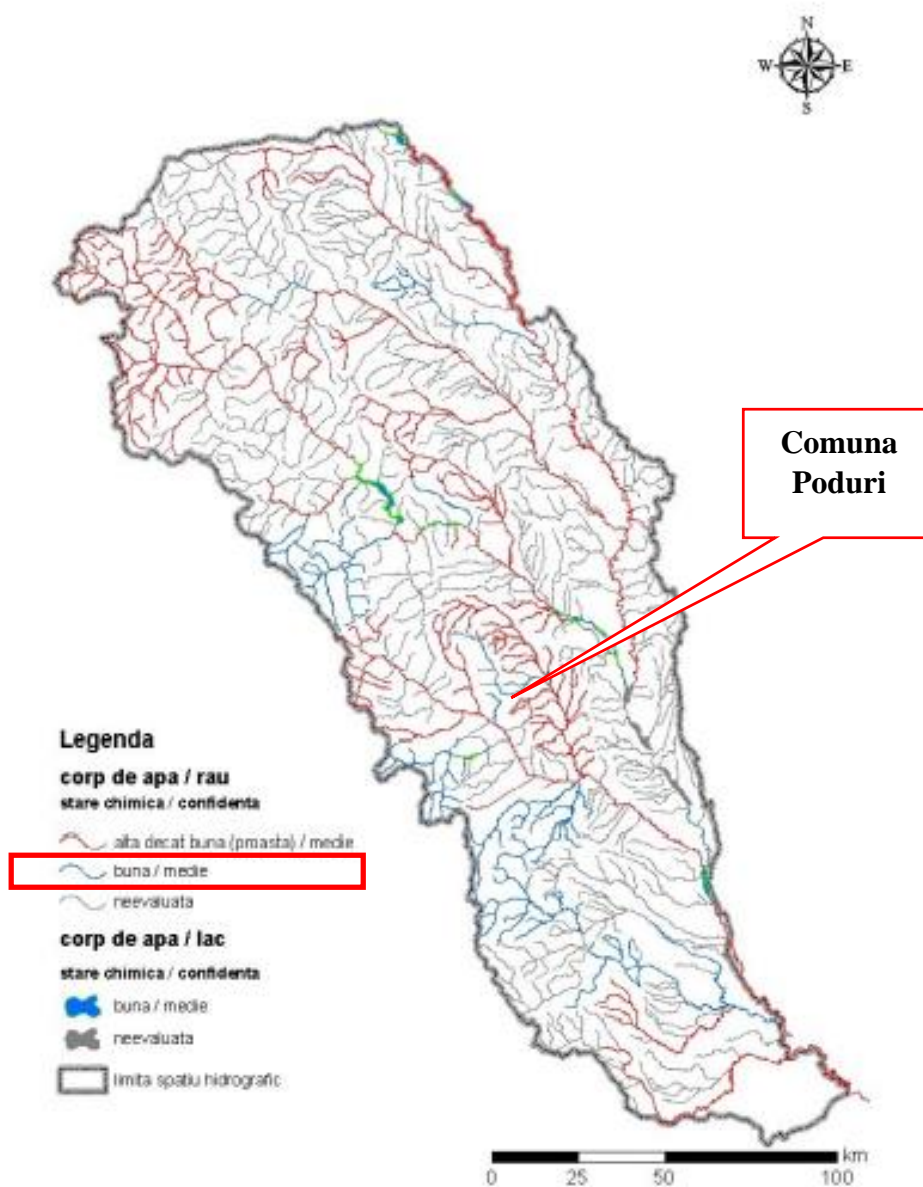 N
W E
S
Comuna
Poduri
Legenda
corp de apa / rau
stare chimica / confidenta
alta decat buna (proasta) / medie
buna / medie
neevaluata
corp de apa / lac
stare chimica / confidenta
buna / medie
neevaluata
limita spatiu hidrografic
km
0 25 50 100